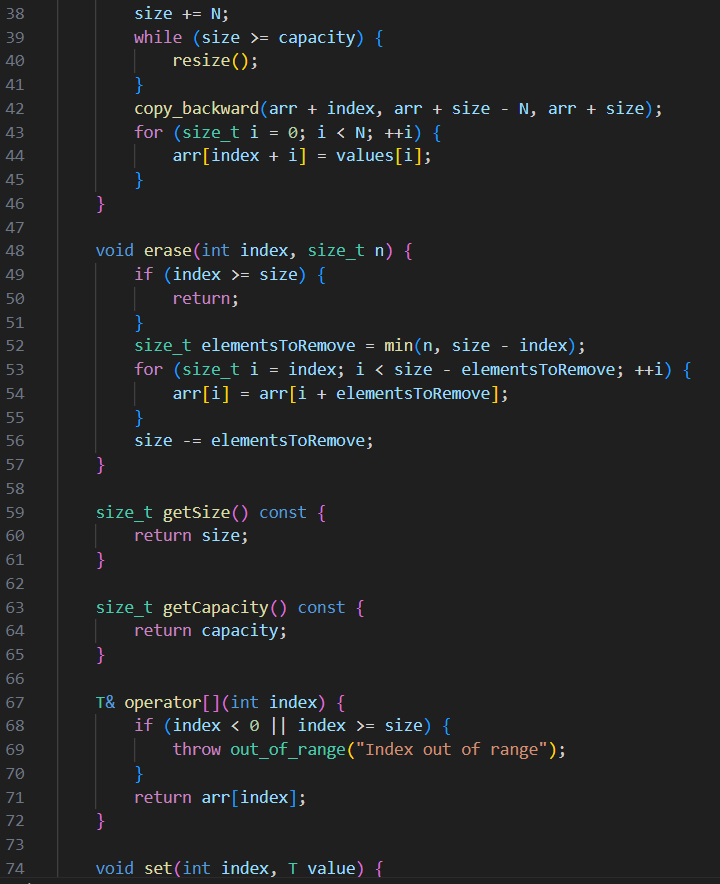 38 size += N;
39 while (size >= capacity) {
40 resize();
41 }
42 copy_backward(arr + index, arr + size - N, arr + size);
43 for (size_t i = 0; i < N; ++i) {
44 arr[index + i] = values[i];
45 }
46 }
47
48 void erase(int index, size_t n) {
49 if (index >= size) {
50 return;
51 }
52 size_t elementsToRemove = min(n, size - index);
53 for (size_t i = index; i < size - elementsToRemove; ++i) {
54 arr[i] = arr[i + elementsToRemove];
55 }
56 size -= elementsToRemove;
57 }
58
59 size_t getSize() const {
60 return size;
61 }
62
63 size_t getCapacity() const {
64 return capacity;
65 }
66
67 T& operator[](int index) {
68 if (index < 0 || index >= size) {
69 throw out_of_range("Index out of range");
70 }
71 return arr[index];
72 }
73
74 void set(int index, T value) {